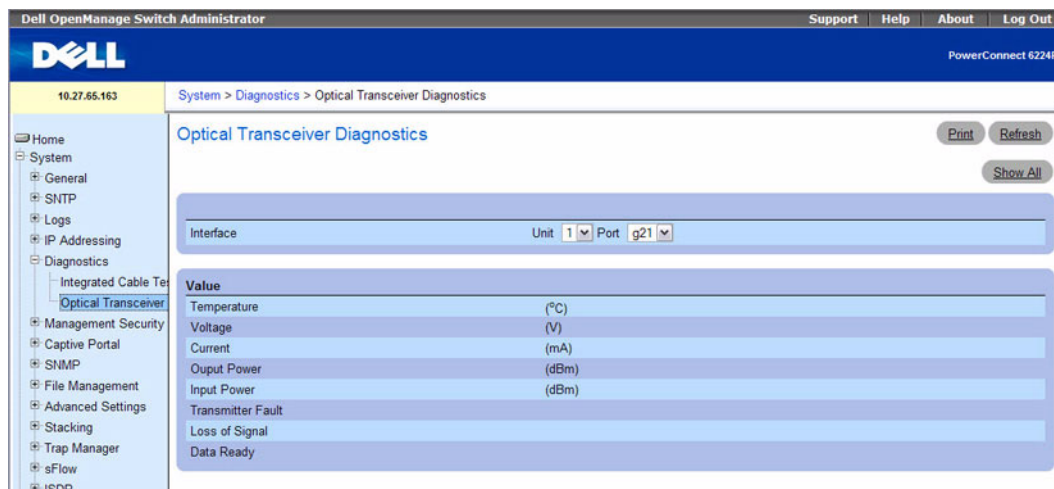 Dell OpenManage Switch Administrator
Support Help About Log Out
DELL
PowerConnect 6224
10.27.65.163
System > Diagnostics > Optical Transceiver Diagnostics
Home
System
General
SNTP
Logs
IP Addressing
Diagnostics
Integrated Cable Te
Optical Transceiver
Management Security
Captive Portal
SNMP
File Management
Advanced Settings
Stacking
Trap Manager
sFlow
ISDP
Optical Transceiver Diagnostics
Print Refresh
Show All
Interface Unit 1 Port g21
Value
Temperature (°C)
Voltage (V)
Current (mA)
Ouput Power (dBm)
Input Power (dBm)
Transmitter Fault
Loss of Signal
Data Ready